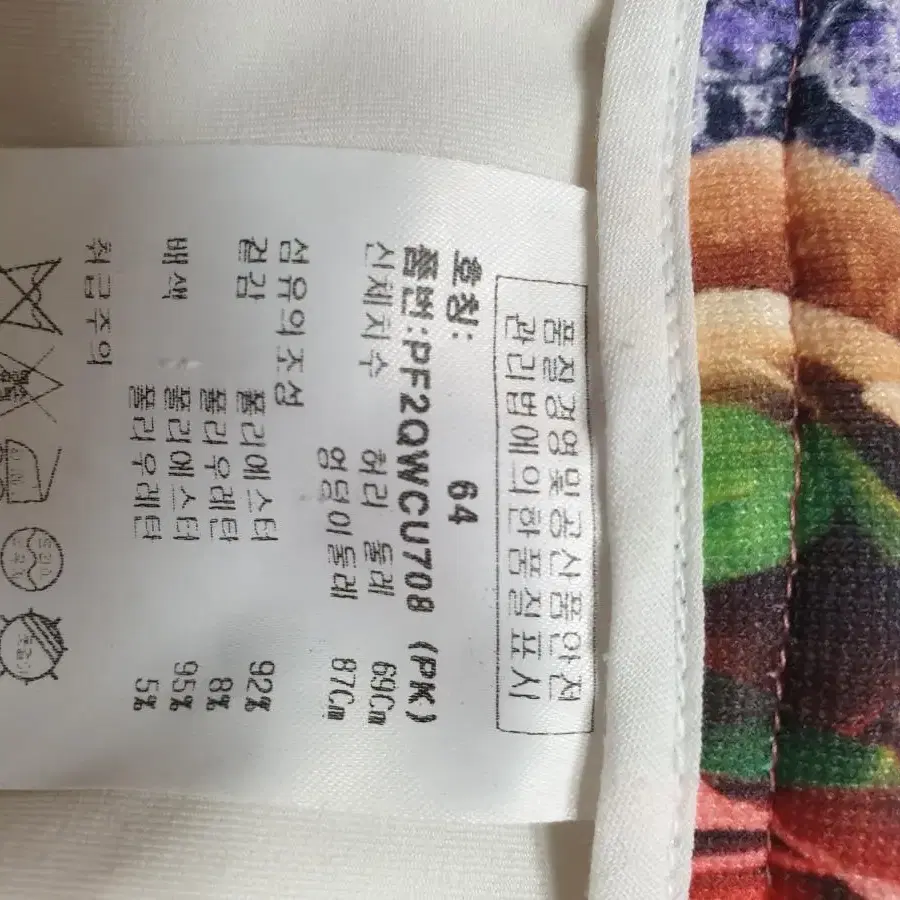 품질경영및공산품안전
관리법에의한품질표시
호칭: 64
품번:PF2QWCU708 (PK)
신체치수 허리 둘레 69Cm
엉덩이둘레 87Cm
섬유의조성
겉감 폴리에스터 92%
폴리우레탄 8%
배색 폴리에스터 95%
폴리우레탄 5%
취급주의